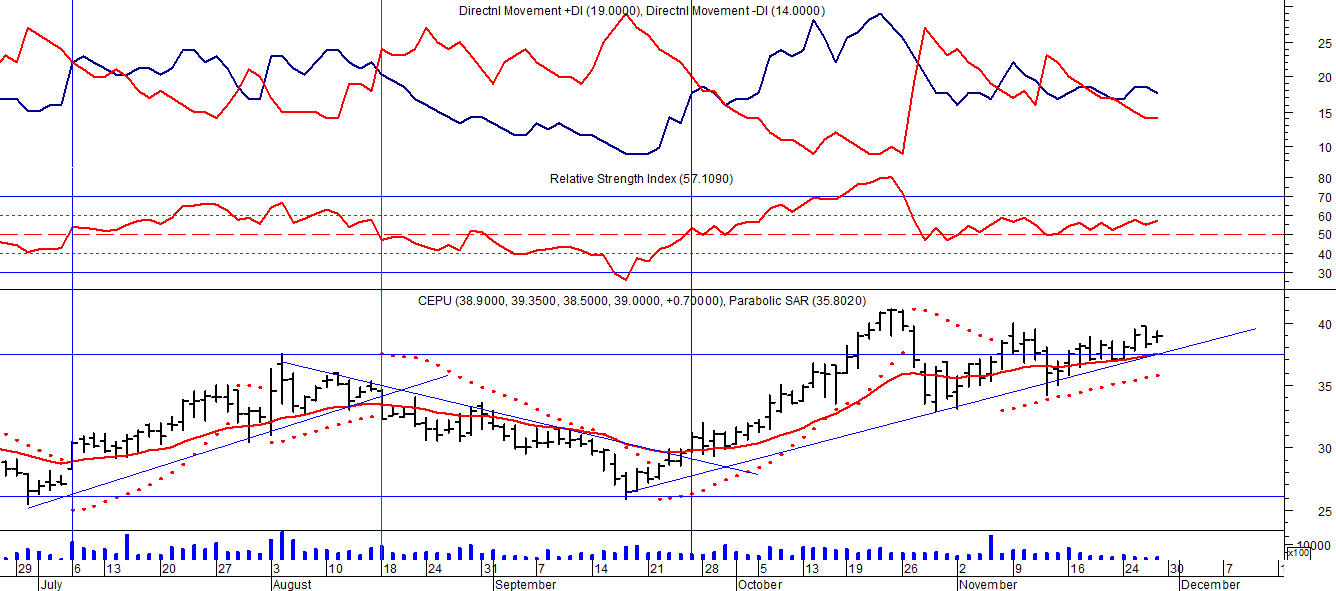 Directnl Movement +DI (19.0000), Directnl Movement -DI (14.0000)
25
20
15
10
Relative Strength Index (57.1090)
80
70
60
50
40
30
CEPU (38.9000, 39.3500, 38.5000, 39.0000, +0.70000), Parabolic SAR (35.8020)
40
35
30
25
10000
x100
29 6 13 20 27 3 10 18 24 31 7 14 21 28 5 13 19 26 2 9 16 24 30 7 1
July August September October November December